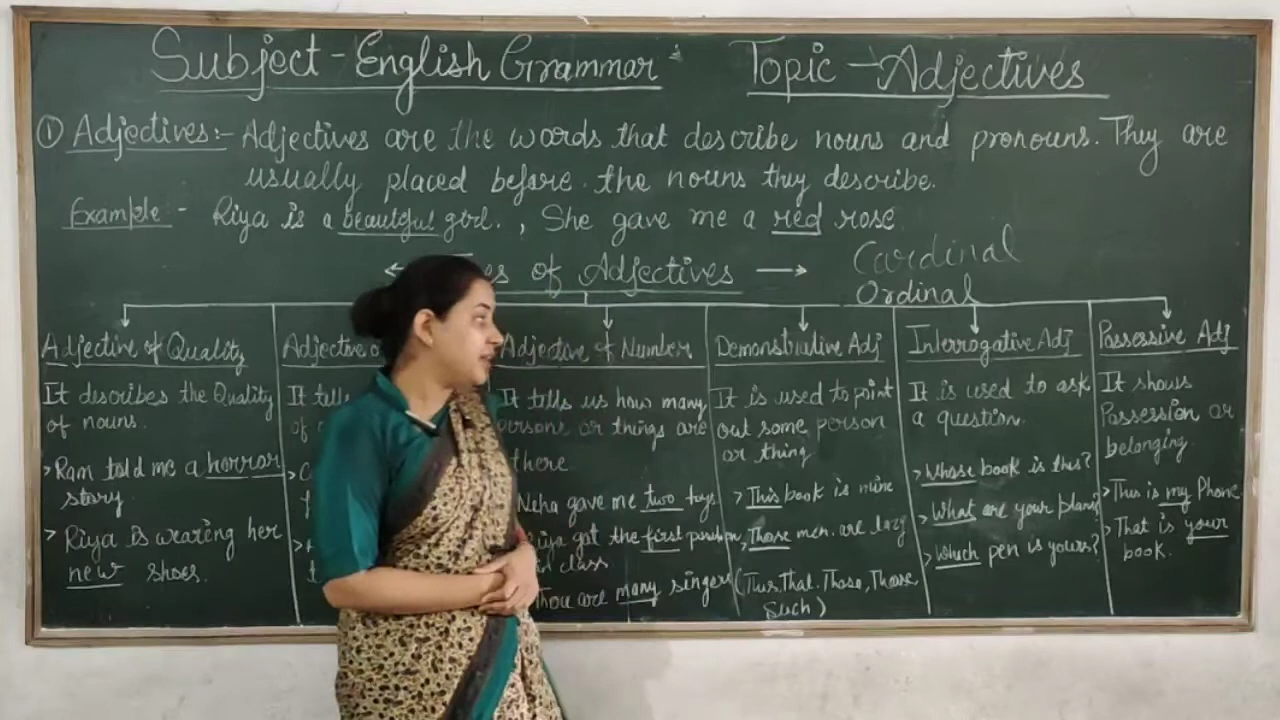 Subject - English Grammar : Topic - Adjectives
① Adjectives:- Adjectives are the words that describe nouns and pronouns. They are
usually placed before the nouns they describe.
Example - Riya is a beautiful girl. , She gave me a red rose
of Adjectives → Cardinal
Ordinal
Adjective of Quality
It describes the Quality
of nouns.
> Ram told me a horror
story
> Riya is wearing her
new shoes.
Adjective
It
of
Adjective of Number
It tells us how many
persons or things are
there
Neha gave me two toys
Riya got the first position
in class
many singers
Demonstrative Adj
It is used to point
out some person
or thing
> This book is mine
> Those men are lazy
(This, That, These, Those,
Such)
Interrogative Adj
It is used to ask
a question.
> Whose book is this?
> What are your plans?
> Which pen is yours?
Possessive Adj
It shows
Possession or
belonging.
> This is my Phone
> That is your
book.